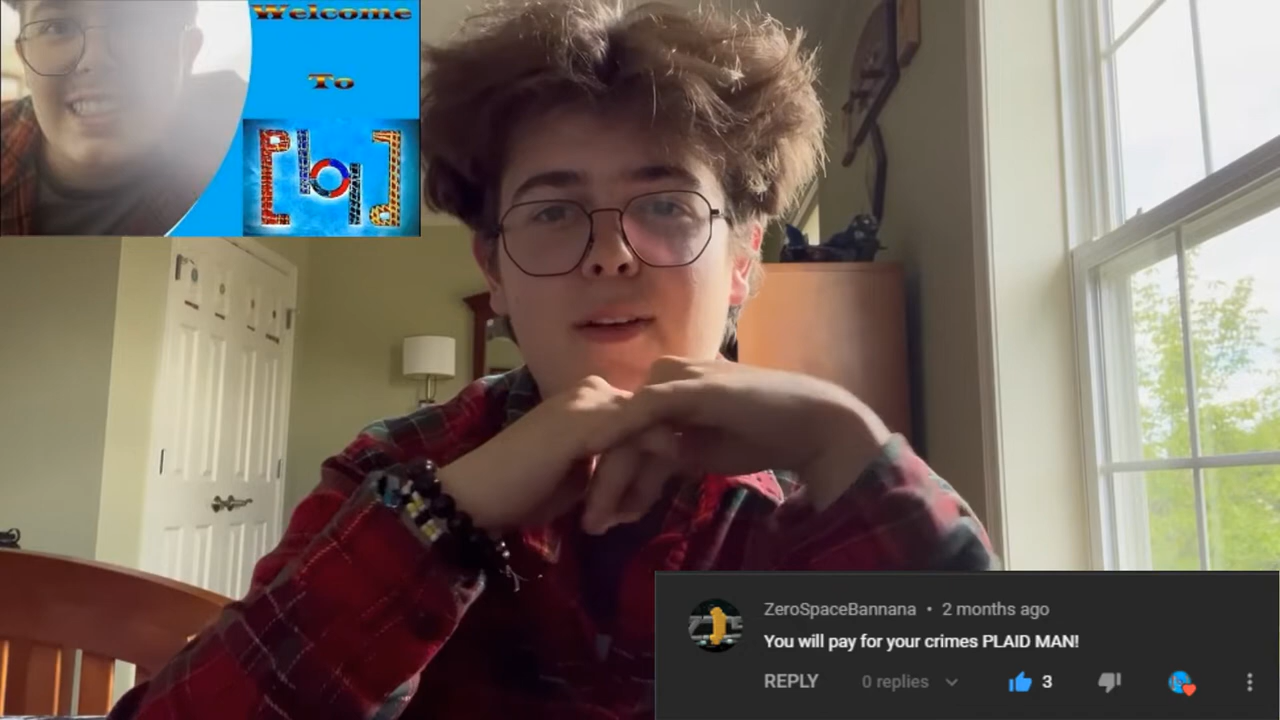 Welcome
To
Plaid
ZeroSpaceBannana • 2 months ago
You will pay for your crimes PLAID MAN!
REPLY 0 replies 3